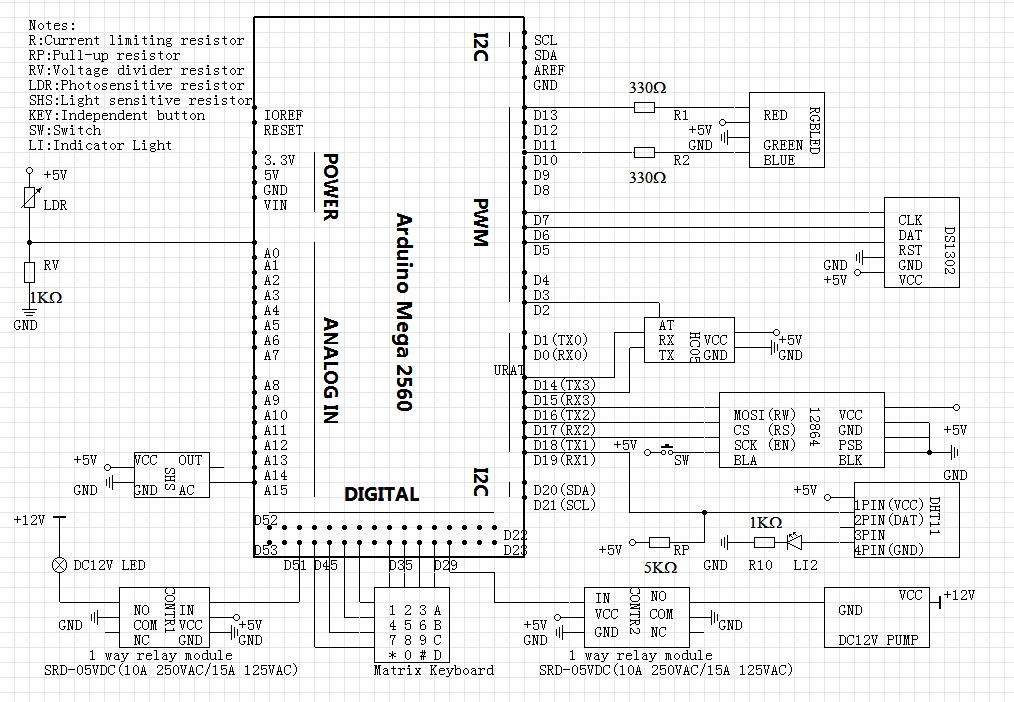 Notes:
R:Current limiting resistor
RP:Pull-up resistor
RV:Voltage divider resistor
LDR:Photosensitive resistor
SHS:Light sensitive resistor
KEY:Independent button
SW:Switch
LI:Indicator Light
+5V
LDR
RV
1KΩ
GND
I2C
SCL
SDA
AREF
GND
IOREF
RESET
3.3V
5V
GND
VIN
POWER
Arduino Mega 2560
PWM
D13
D12
D11
D10
D9
D8
D7
D6
D5
D4
D3
D2
330Ω
R1
R2
330Ω
+5V
GND
RED
GREEN
BLUE
RGBLED
CLK
DAT
RST
GND
VCC
DS1302
GND
+5V
A0
A1
A2
A3
A4
A5
A6
A7
A8
A9
A10
A11
A12
A13
A14
A15
ANALOG IN
D1(TX0)
D0(RX0)
URAT
D14(TX3)
D15(RX3)
D16(TX2)
D17(RX2)
D18(TX1)
D19(RX1)
I2C
D20(SDA)
D21(SCL)
AT
RX
TX
HC05
VCC
GND
+5V
GND
MOSI(RW)
CS (RS)
SCK (EN)
BLA
12864
VCC
GND
PSB
BLK
+5V
GND
+5V
SW
+5V
GND
VCC OUT
GND AC
SHS
DIGITAL
D52
D22
D53
D23
D51
D45
D35
D29
+5V
1PIN(VCC)
2PIN(DAT)
3PIN
4PIN(GND)
DHT11
+5V
RP
5KΩ
GND
1KΩ
R10
LI2
+12V
DC12V LED
GND
NO IN
COM VCC
NC GND
CONTR1
+5V
GND
1 way relay module
SRD-05VDC(10A 250VAC/15A 125VAC)
1 2 3 A
4 5 6 B
7 8 9 C
* 0 # D
Matrix Keyboard
+5V
GND
IN NO
VCC COM
GND NC
CONTR2
GND
1 way relay module
SRD-05VDC(10A 250VAC/15A 125VAC)
VCC
GND
DC12V PUMP
+12V